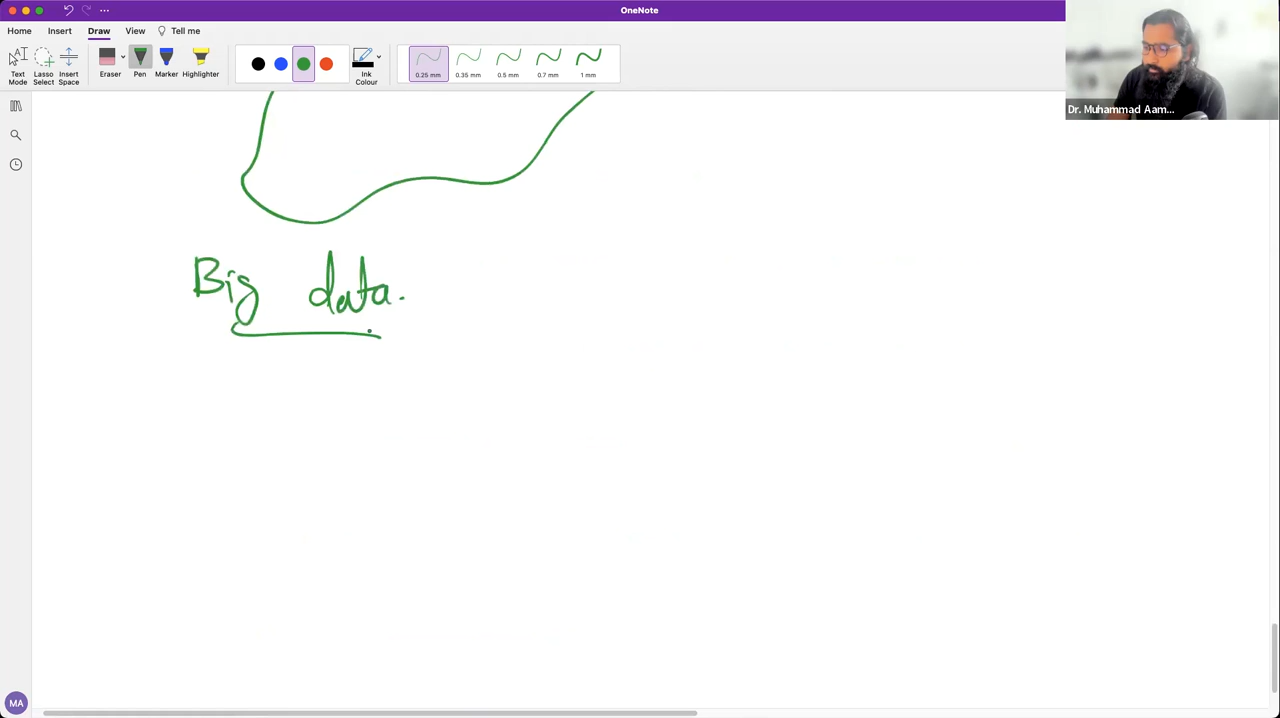 OneNote
Home Insert Draw View Tell me
Text Mode Lasso Select Insert Space Eraser Pen Marker Highlighter Ink Colour 0.25 mm 0.35 mm 0.5 mm 0.7 mm 1 mm
Dr. Muhammad Aam...
Big data.
MA